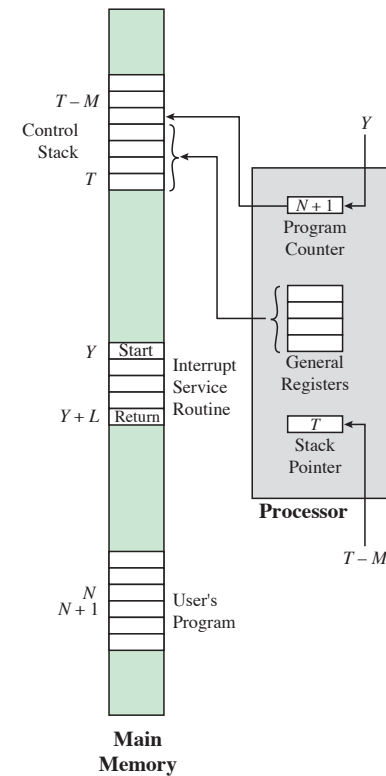 T – M
Control
Stack
T
Y
N + 1
Program
Counter
Y
Start
Interrupt
Service
Routine
Y + L
Return
General
Registers
T
Stack
Pointer
Processor
T – M
N
N + 1
User's
Program
Main
Memory